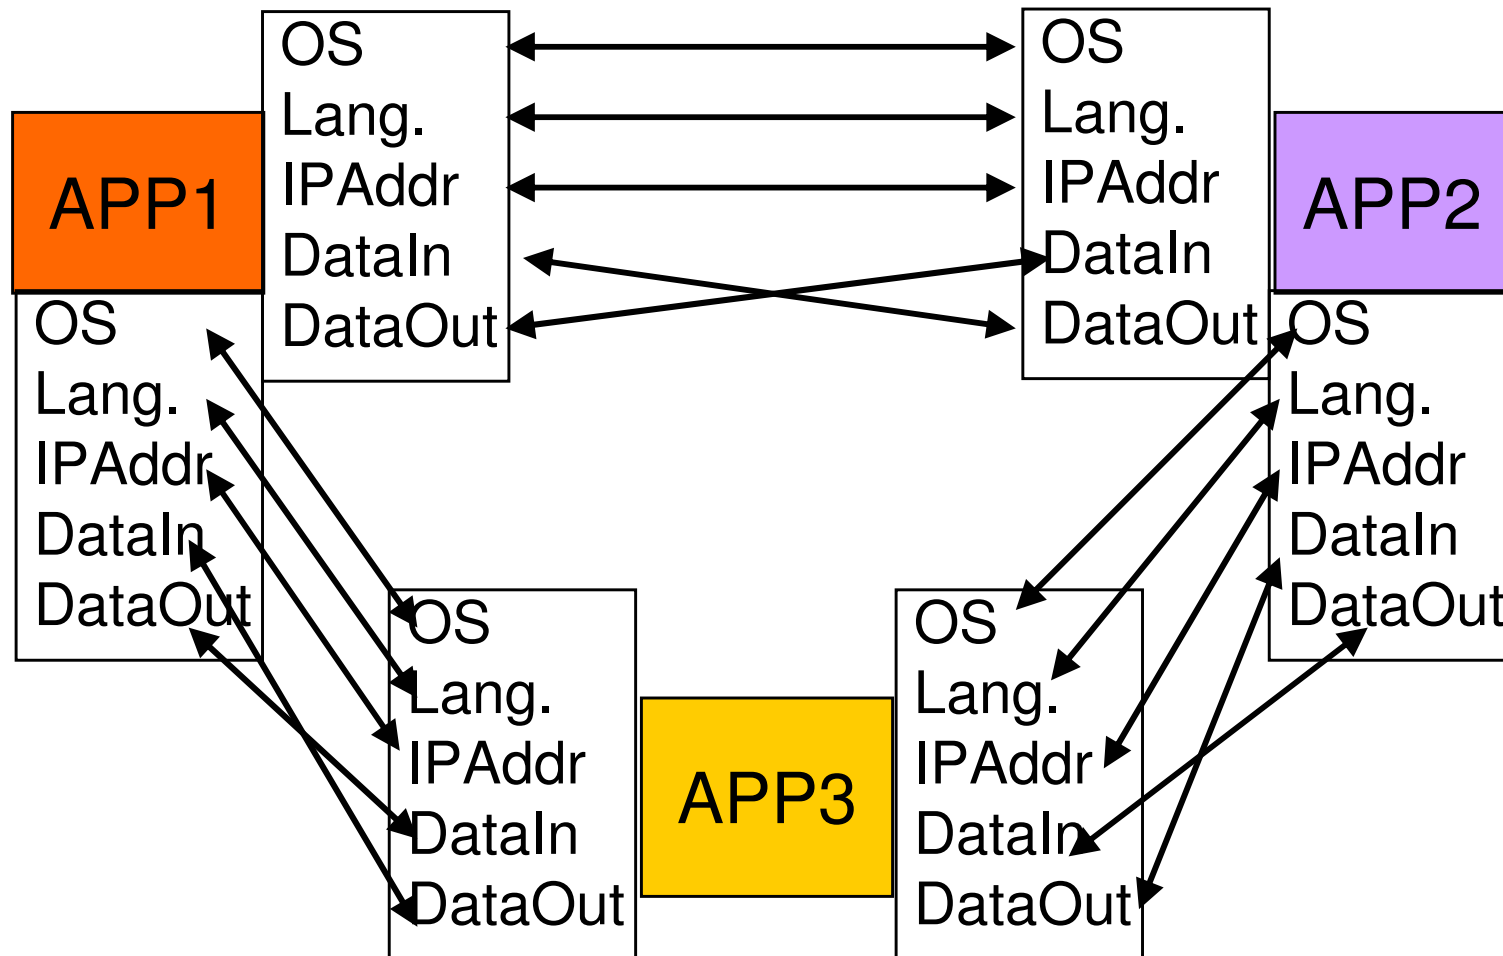 OS
Lang.
IPAddr
DataIn
DataOut
OS
Lang.
IPAddr
DataIn
DataOut
APP1
APP2
OS
Lang.
IPAddr
DataIn
DataOut
OS
Lang.
IPAddr
DataIn
DataOut
OS
Lang.
IPAddr
DataIn
DataOut
APP3
OS
Lang.
IPAddr
DataIn
DataOut